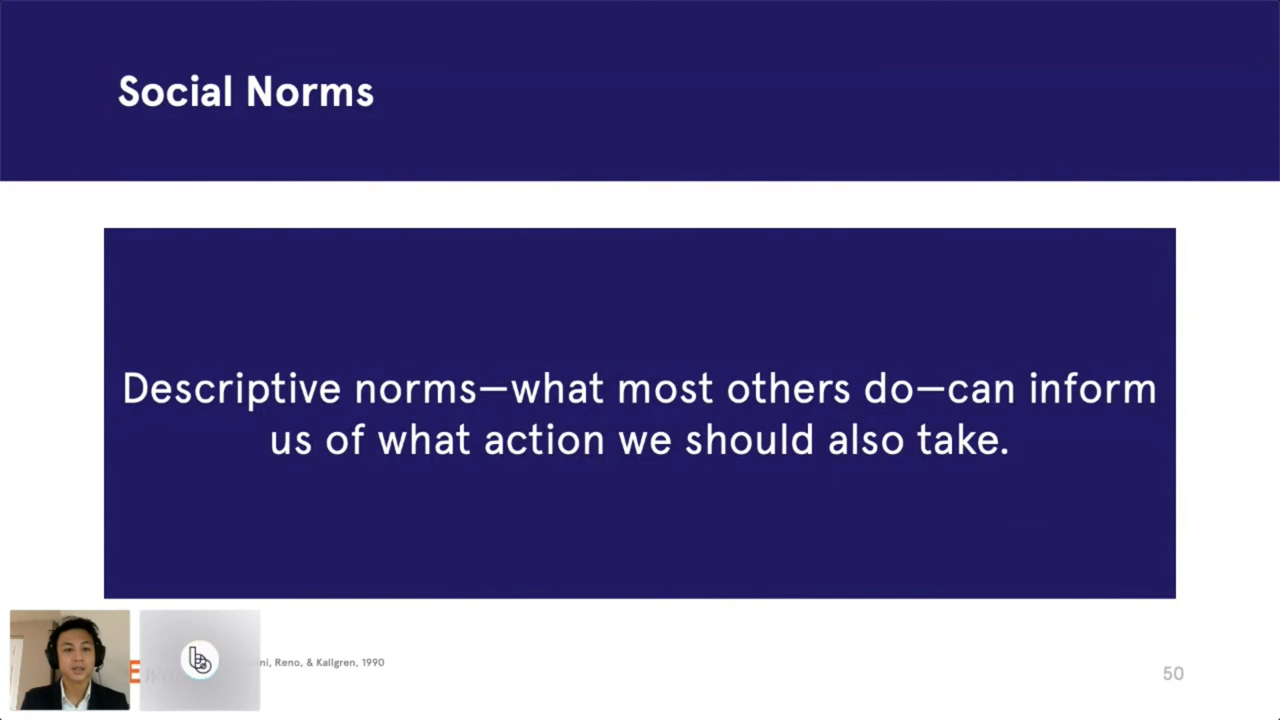 Social Norms
Descriptive norms—what most others do—can inform
us of what action we should also take.
ni, Reno, & Kallgren, 1990
50